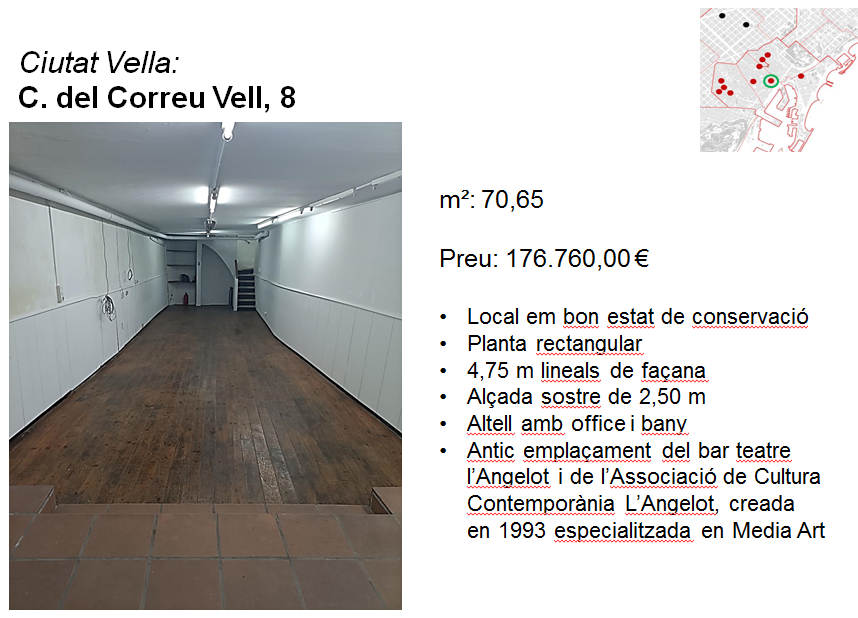 Ciutat Vella:
C. del Correu Vell, 8
m²: 70,65
Preu: 176.760,00 €
• Local em bon estat de conservació
• Planta rectangular
• 4,75 m lineals de façana
• Alçada sostre de 2,50 m
• Altell amb office i bany
• Antic emplaçament del bar teatre
l’Angelot i de l’Associació de Cultura
Contemporània L’Angelot, creada
en 1993 especialitzada en Media Art